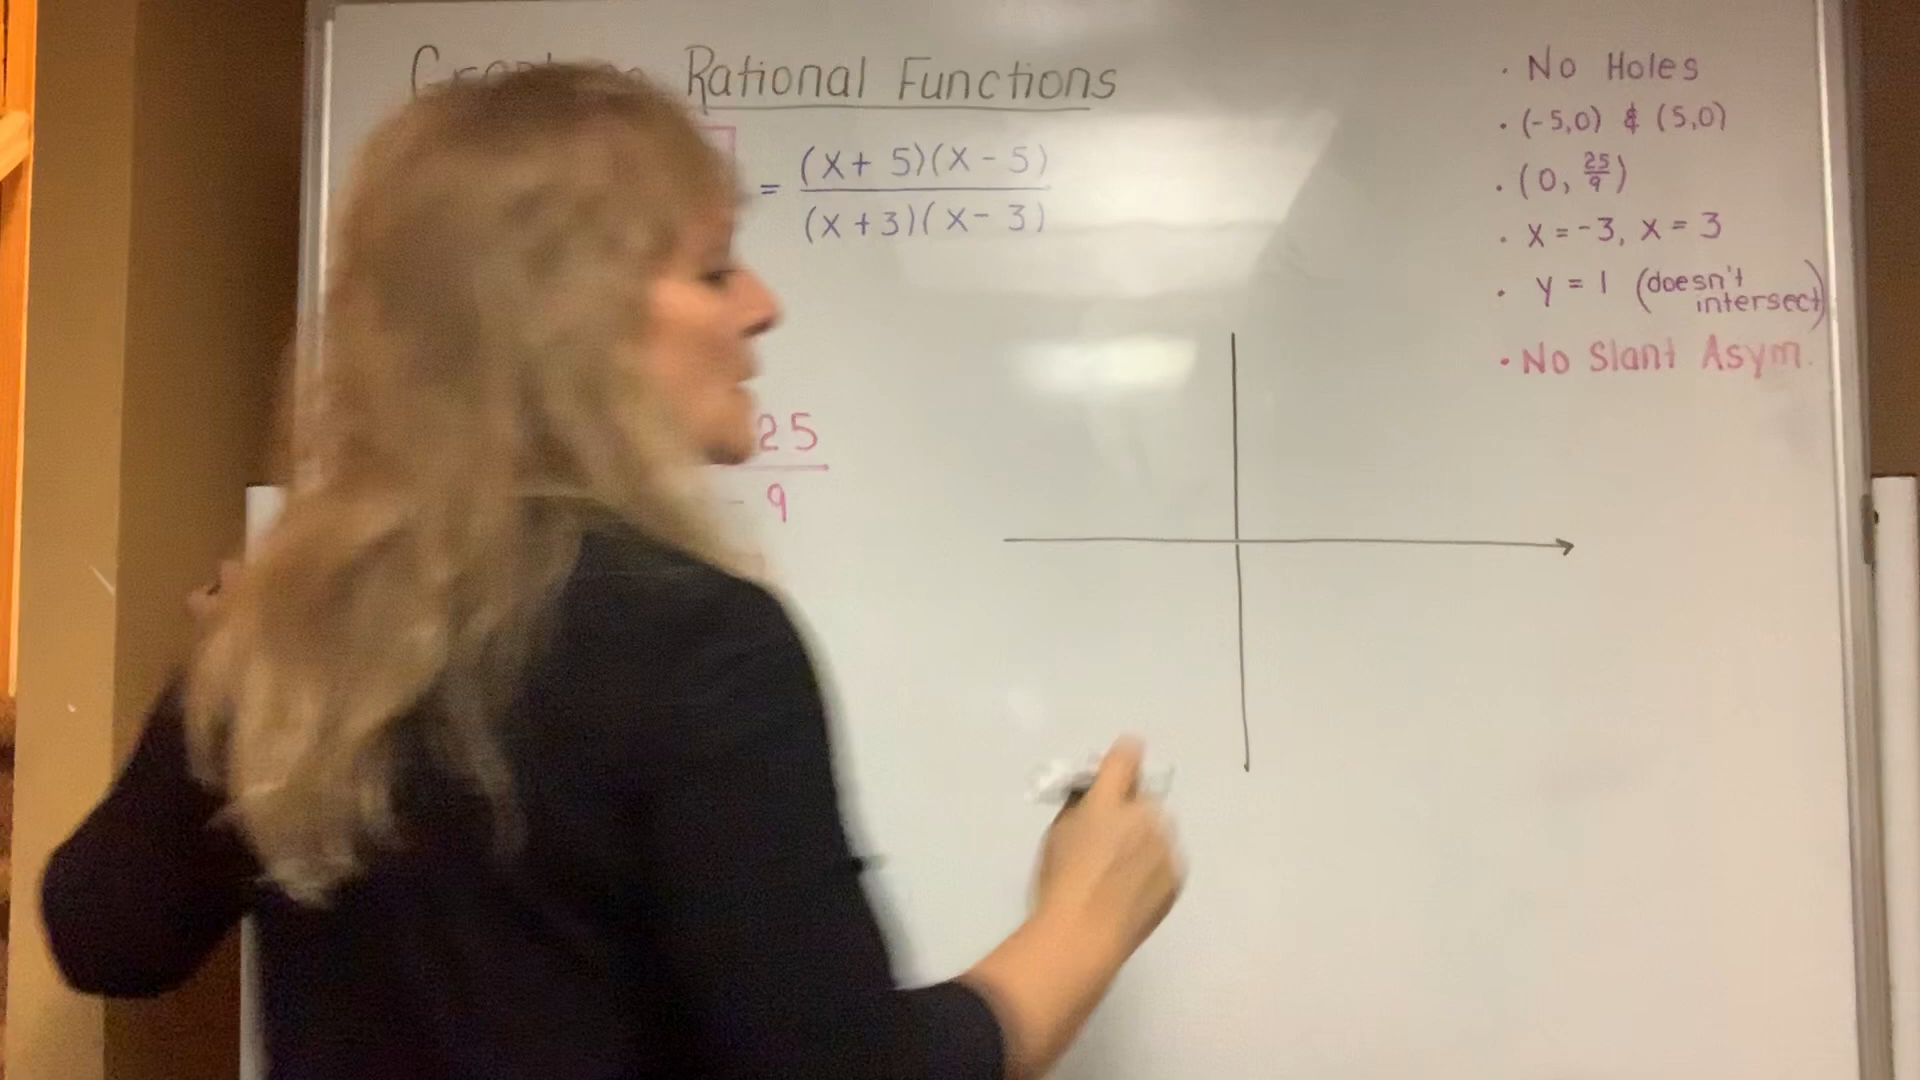 Rational Functions
= (x+5)(x-5)
(x+3)(x-3)
25
- 9
· No Holes
· (-5,0) & (5,0)
· (0, 25/9)
· x = -3, x = 3
· y = 1 (doesn't
intersect)
· No Slant Asym.